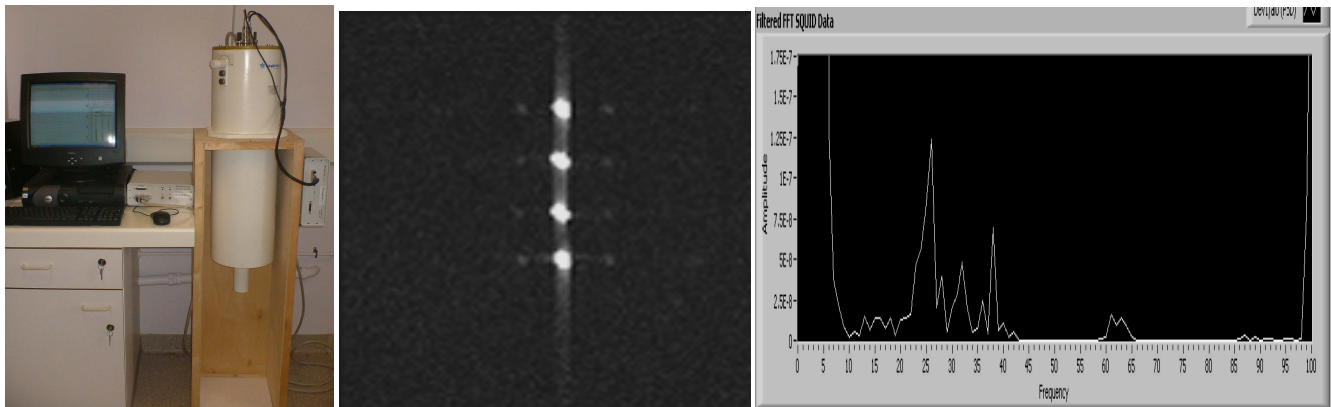 Filtered FFT SQUID Data
1.75E-7
1.5E-7
1.25E-7
1E-7
7.5E-8
5E-8
2.5E-8
0
Amplitude
0 5 10 15 20 25 30 35 40 45 50 55 60 65 70 75 80 85 90 95 100
Frequency